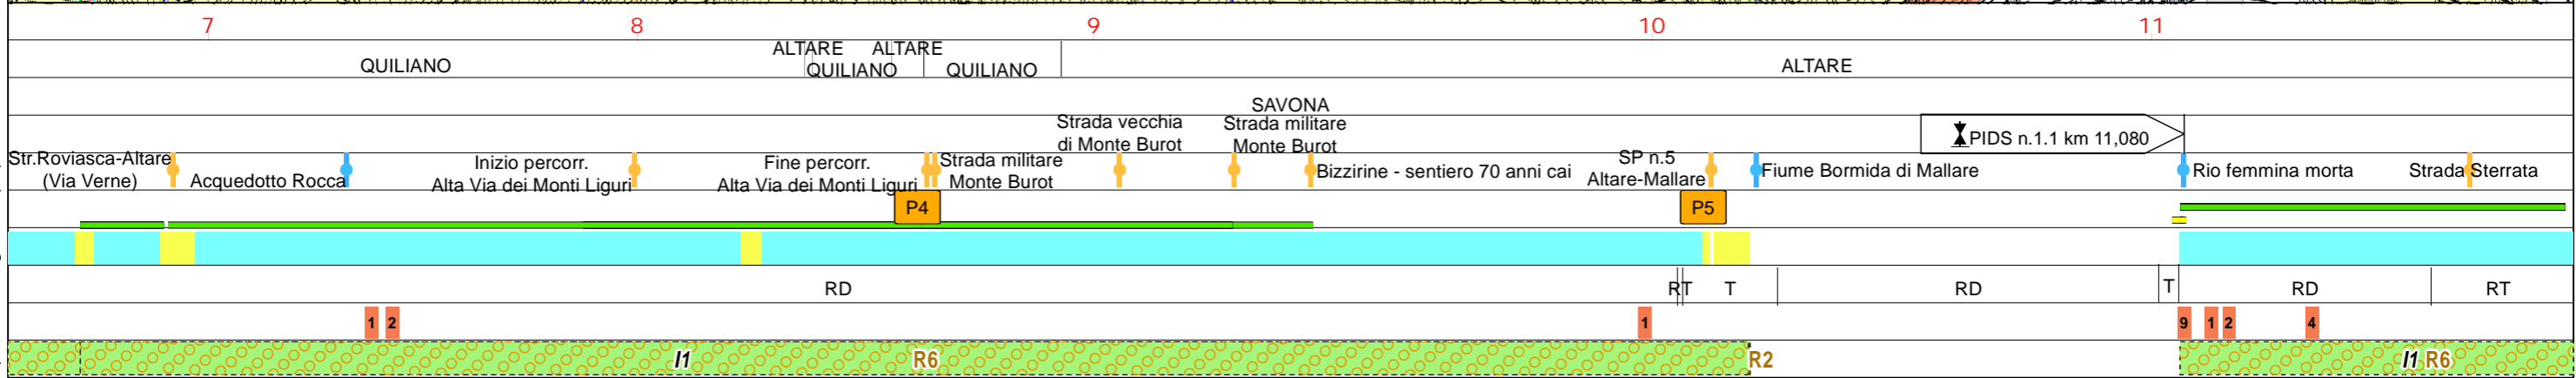 7 8 9 10 11
ALTARE ALTARE
QUILIANO QUILIANO QUILIANO ALTARE
SAVONA
Strada vecchia
di Monte Burot
Strada militare
Monte Burot
PIDS n.1.1 km 11,080
Str.Roviasca-Altare
(Via Verne)
Acquedotto Rocca
Inizio percorr.
Alta Via dei Monti Liguri
Fine percorr.
Alta Via dei Monti Liguri
Strada militare
Monte Burot
Bizzirine - sentiero 70 anni cai
SP n.5
Altare-Mallare
Fiume Bormida di Mallare
Rio femmina morta
Strada Sterrata
P4 P5
RD RT T RD T RD RT
1 2 1 9 1 2 4
I1 R6 R2 I1 R6